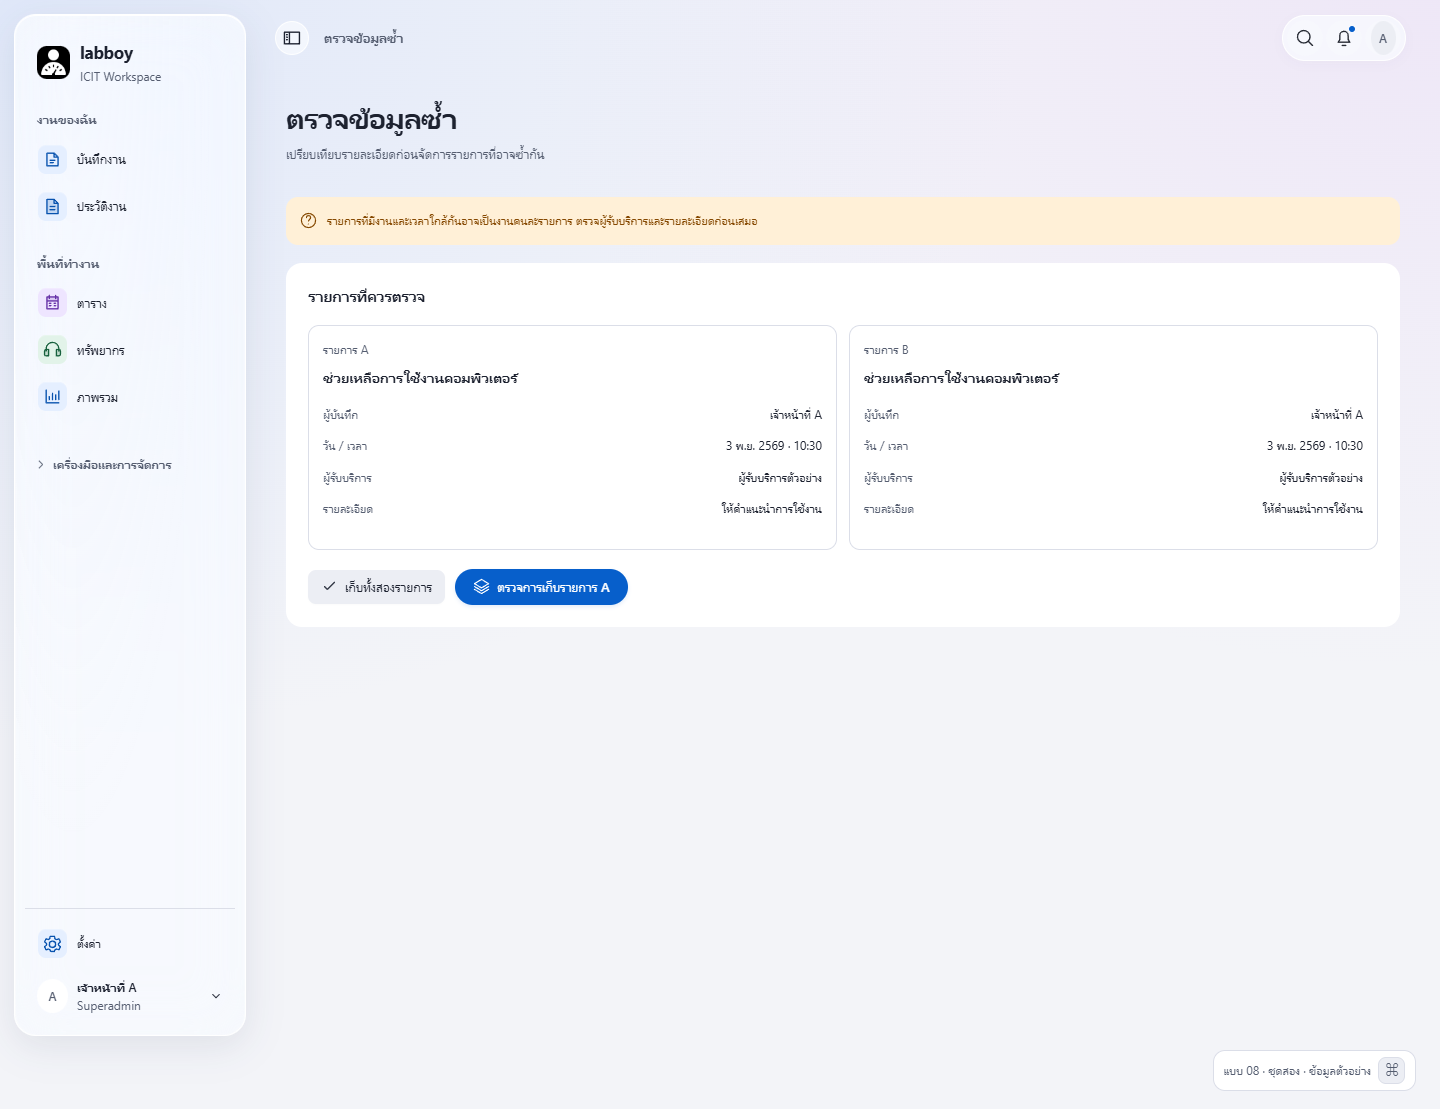 labboy
ICIT Workspace
งานของฉัน
บันทึกงาน
ประวัติงาน
พื้นที่ทำงาน
ตาราง
ทรัพยากร
ภาพรวม
เครื่องมือและการจัดการ
ตั้งค่า
A
เจ้าหน้าที่ A
Superadmin
ตรวจข้อมูลซ้ำ
A
ตรวจข้อมูลซ้ำ
เปรียบเทียบรายละเอียดก่อนจัดการรายการที่อาจซ้ำกัน
รายการที่มีงานและเวลาใกล้กันอาจเป็นงานคนละรายการ ตรวจผู้รับบริการและรายละเอียดก่อนเสมอ
รายการที่ควรตรวจ
รายการ A
ช่วยเหลือการใช้งานคอมพิวเตอร์
ผู้บันทึก เจ้าหน้าที่ A
วัน / เวลา 3 พ.ย. 2569 · 10:30
ผู้รับบริการ ผู้รับบริการตัวอย่าง
รายละเอียด ให้คำแนะนำการใช้งาน
รายการ B
ช่วยเหลือการใช้งานคอมพิวเตอร์
ผู้บันทึก เจ้าหน้าที่ A
วัน / เวลา 3 พ.ย. 2569 · 10:30
ผู้รับบริการ ผู้รับบริการตัวอย่าง
รายละเอียด ให้คำแนะนำการใช้งาน
เก็บทั้งสองรายการ
ตรวจการเก็บรายการ A
แบบ 08 · ชุดสอง · ข้อมูลตัวอย่าง ⌘